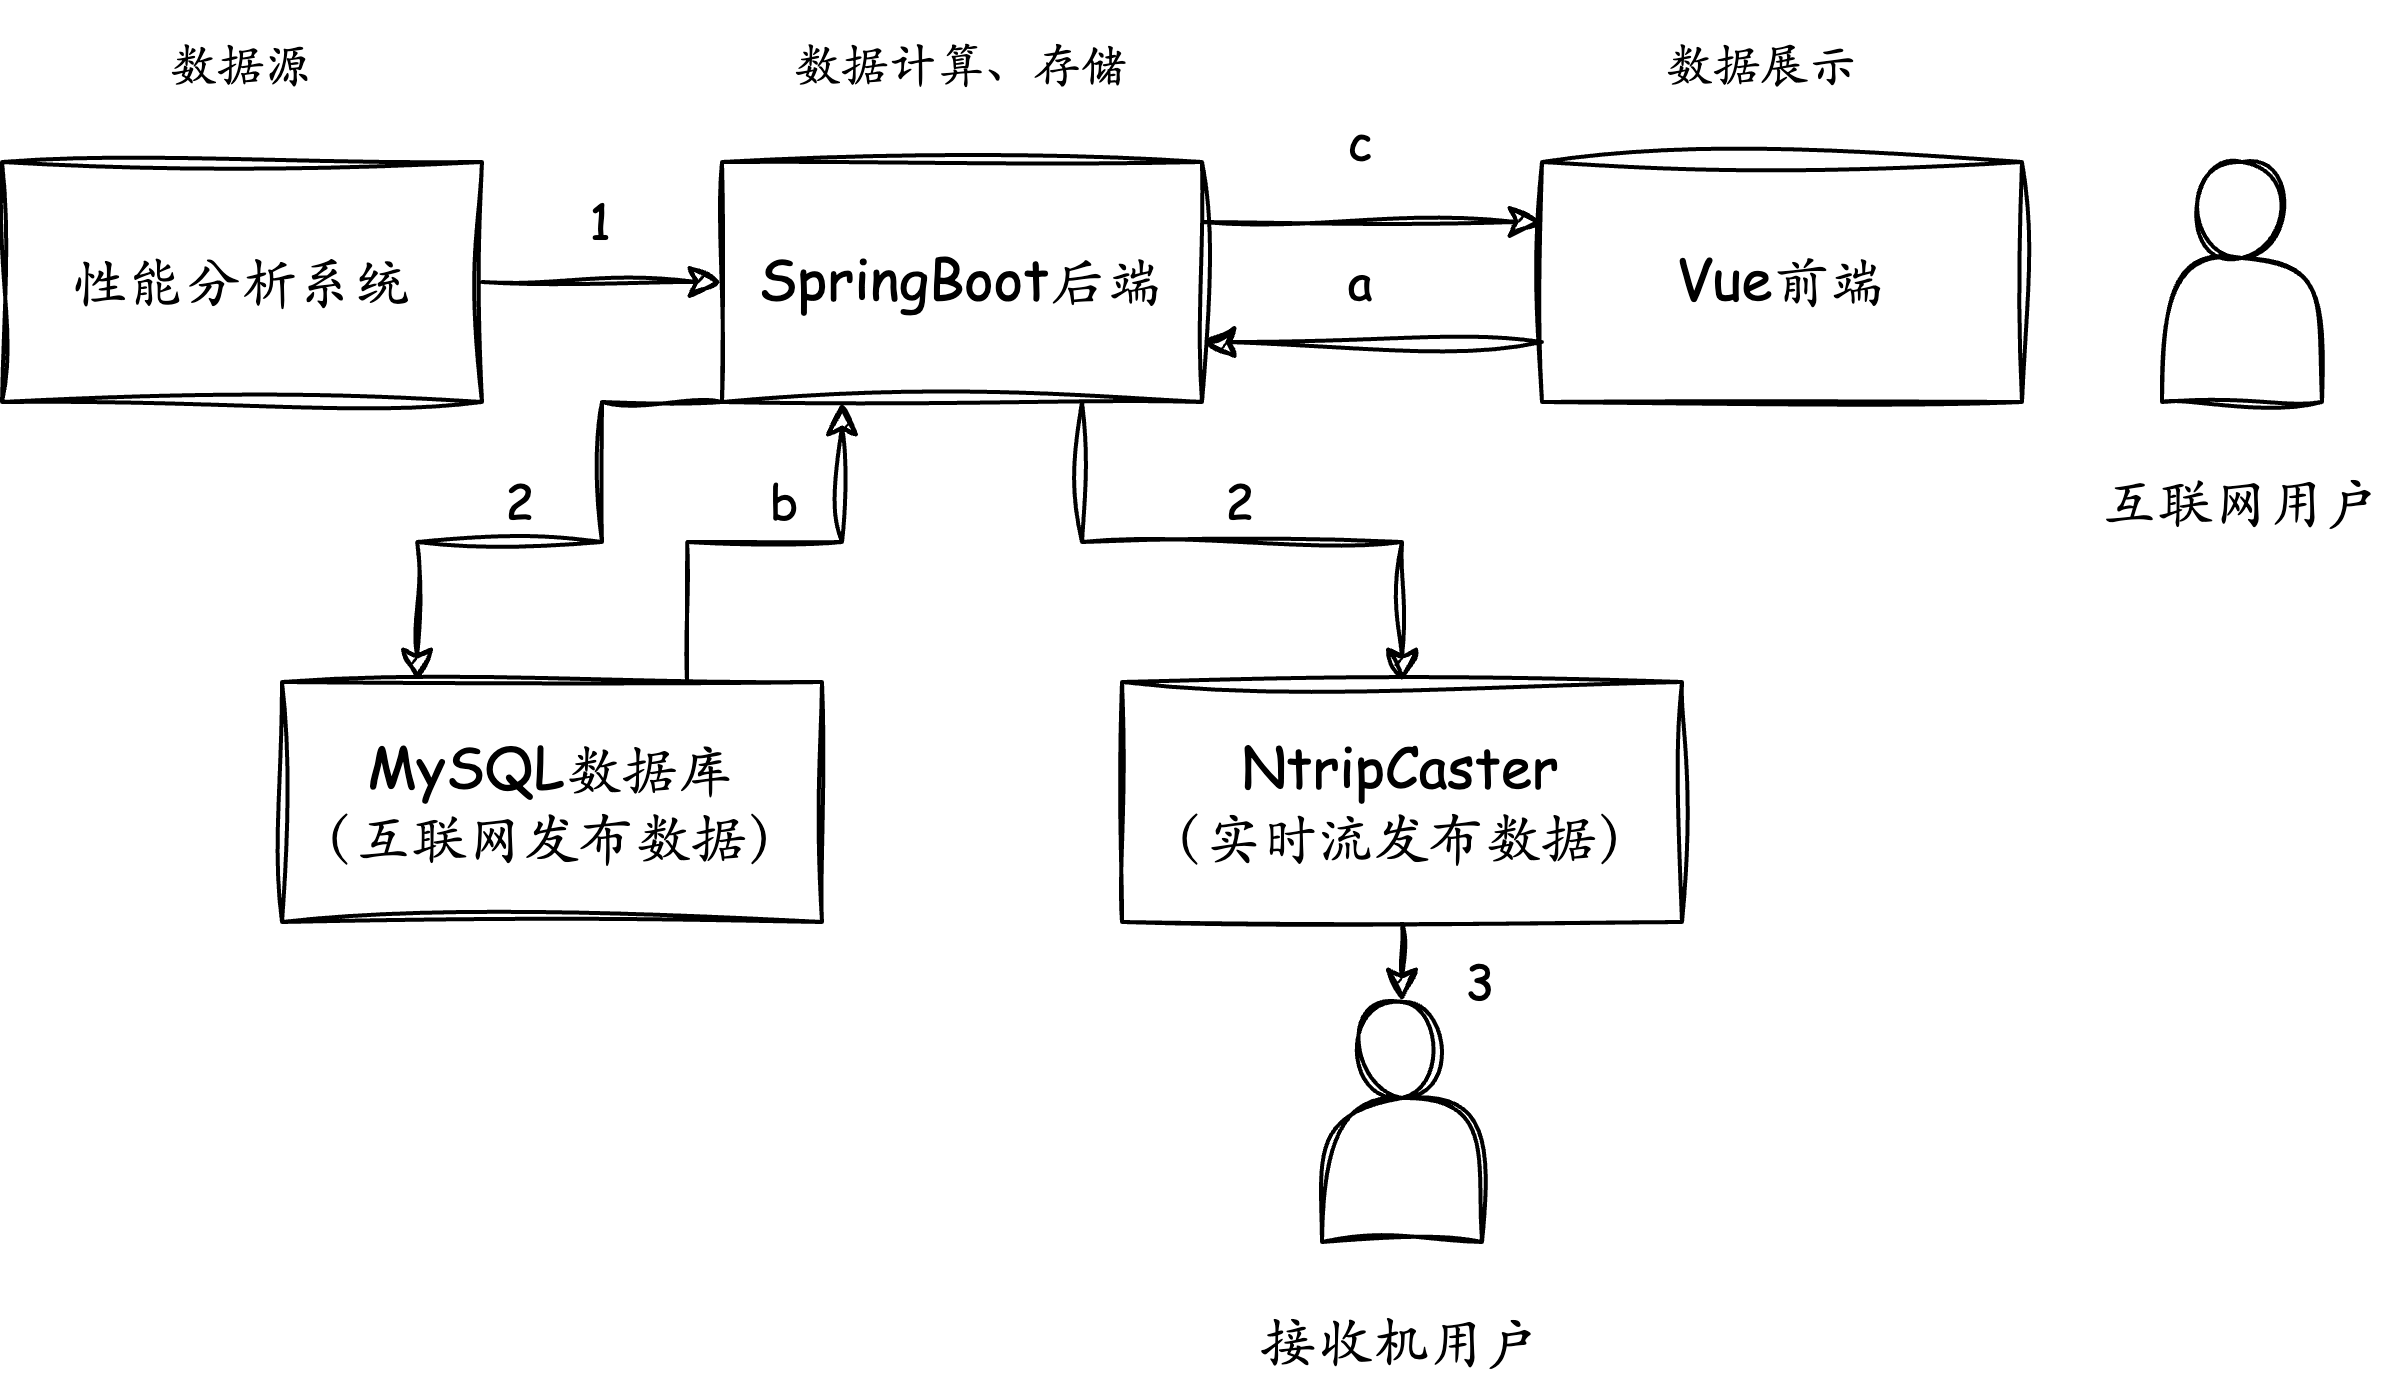 数据源
数据计算、存储
数据展示
c
1
性能分析系统
SpringBoot后端
a
Vue前端
2
b
2
互联网用户
MySQL数据库
（互联网发布数据）
NtripCaster
（实时流发布数据）
3
接收机用户